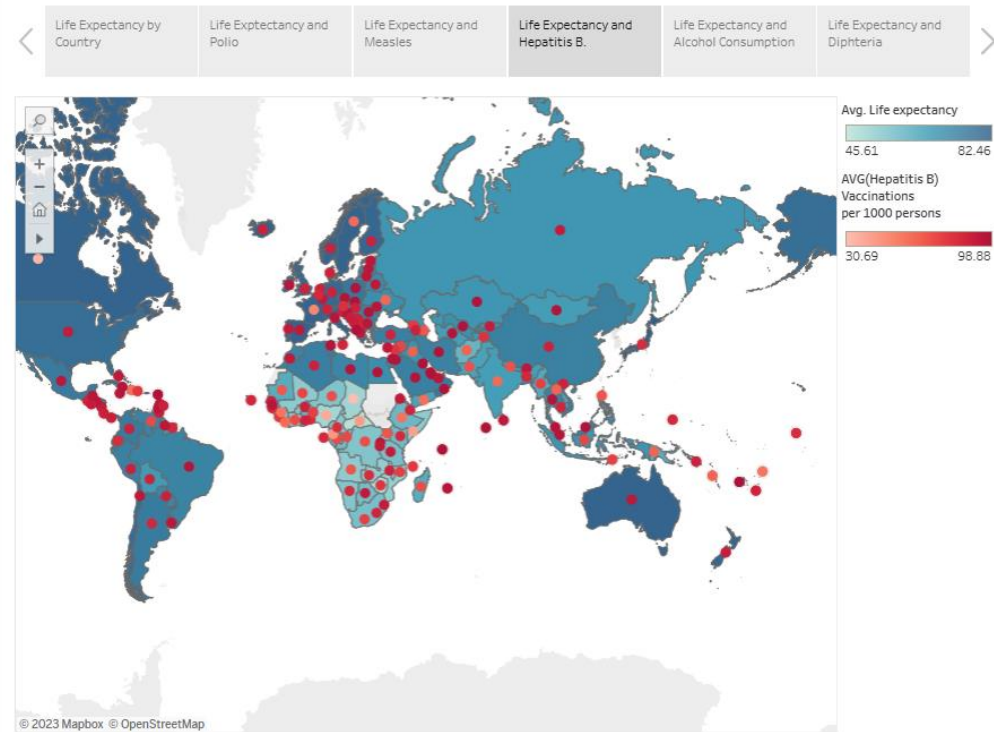 Life Expectancy by
Country
Life Exptectancy and
Polio
Life Expectancy and
Measles
Life Expectancy and
Hepatitis B.
Life Expectancy and
Alcohol Consumption
Life Expectancy and
Diphteria
Avg. Life expectancy
45.61 82.46
AVG(Hepatitis B)
Vaccinations
per 1000 persons
30.69 98.88
© 2023 Mapbox © OpenStreetMap